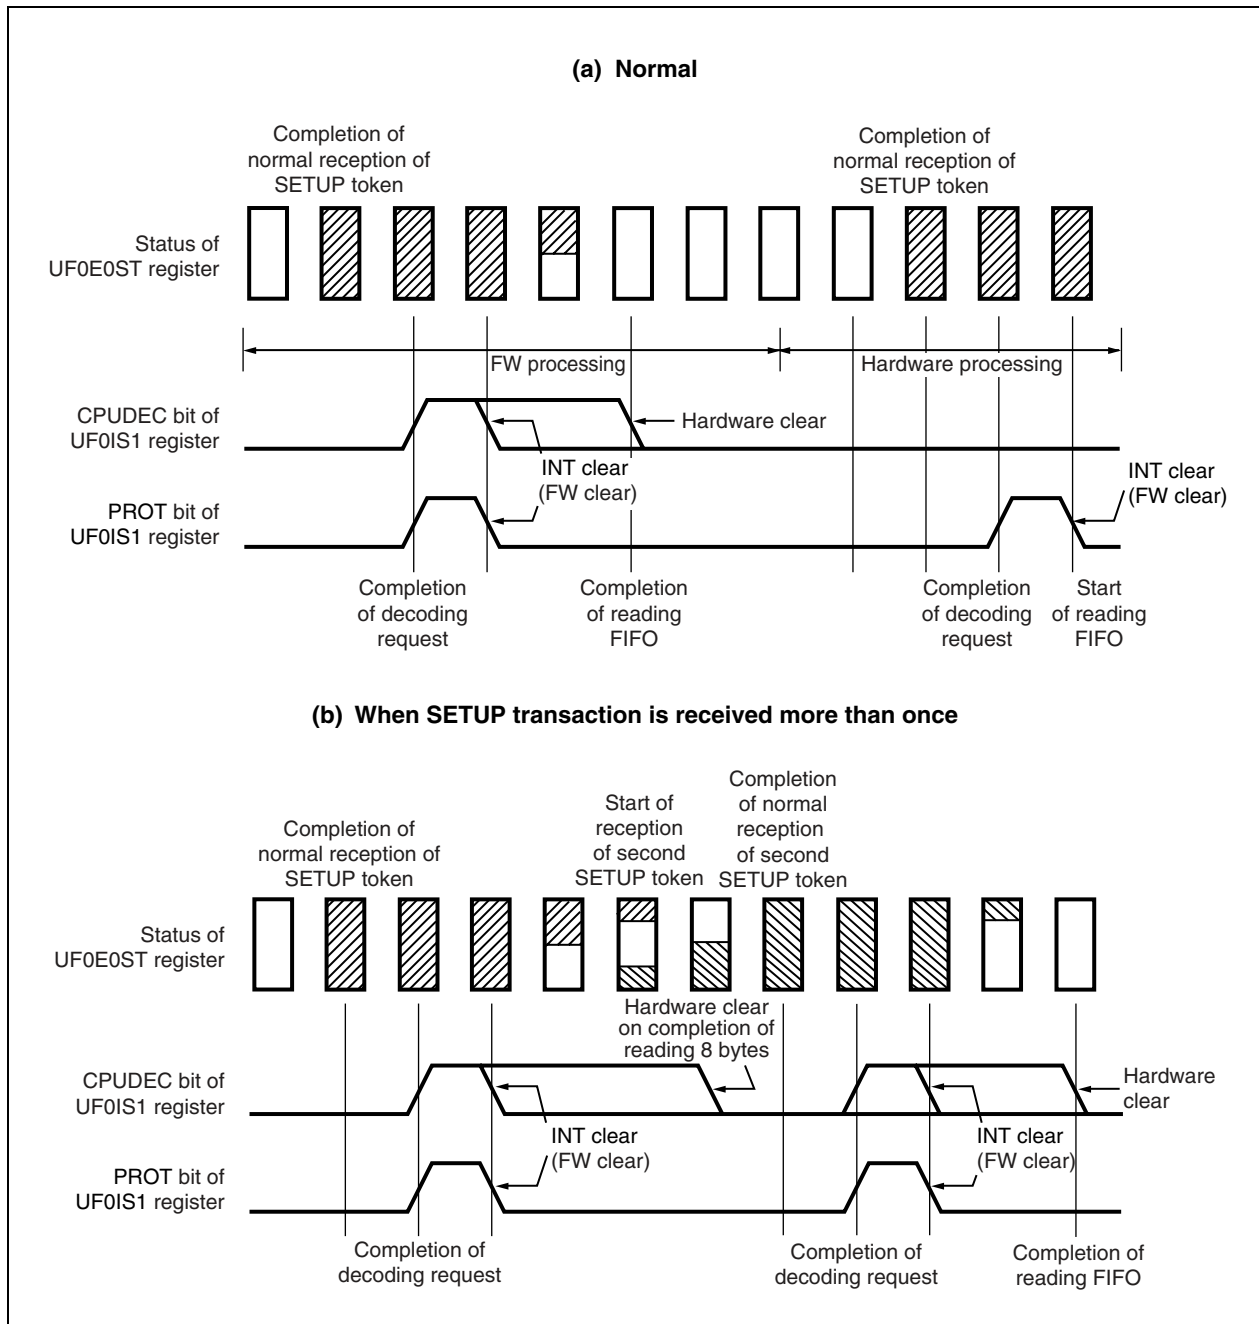 (a) Normal
Completion of
normal reception of
SETUP token
Completion of
normal reception of
SETUP token
Status of
UF0E0ST register
FW processing
Hardware processing
CPUDEC bit of
UF0IS1 register
Hardware clear
INT clear
(FW clear)
INT clear
(FW clear)
PROT bit of
UF0IS1 register
Completion
of decoding
request
Completion
of reading
FIFO
Completion
of decoding
request
Start
of reading
FIFO
(b) When SETUP transaction is received more than once
Completion of
normal reception of
SETUP token
Start of
reception
of second
SETUP token
Completion
of normal
reception
of second
SETUP token
Status of
UF0E0ST register
Hardware clear
on completion of
reading 8 bytes
CPUDEC bit of
UF0IS1 register
Hardware
clear
INT clear
(FW clear)
INT clear
(FW clear)
PROT bit of
UF0IS1 register
Completion of
decoding request
Completion of
decoding request
Completion of
reading FIFO